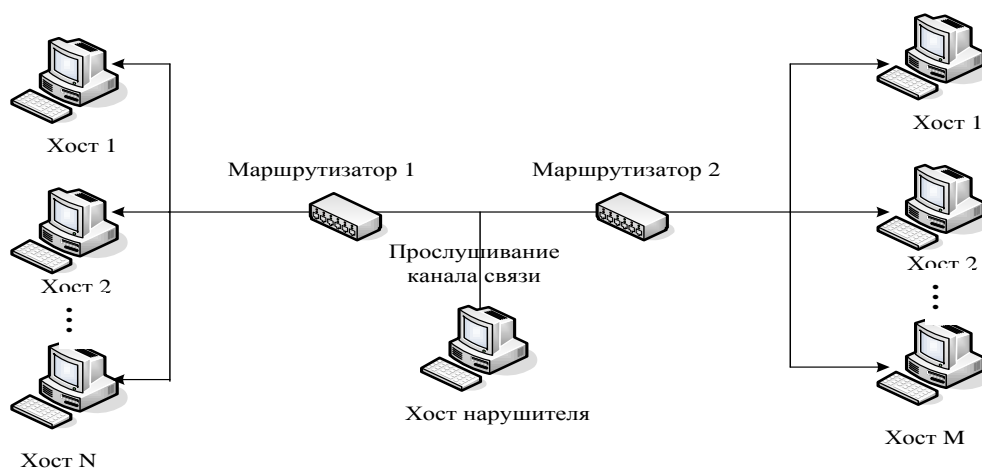 Хост 1
Хост 1
Маршрутизатор 1
Маршрутизатор 2
Прослушивание
канала связи
Хост 2
Хост 2
Хост нарушителя
Хост N
Хост M